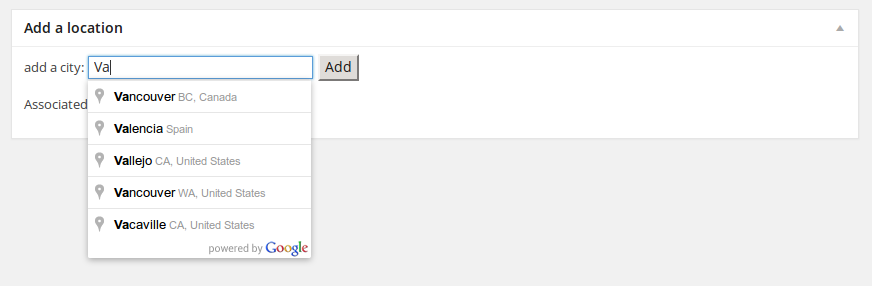 Add a location
add a city: Va Add
Vancouver BC, Canada
Associated
Valencia Spain
Vallejo CA, United States
Vancouver WA, United States
Vacaville CA, United States
powered by Google